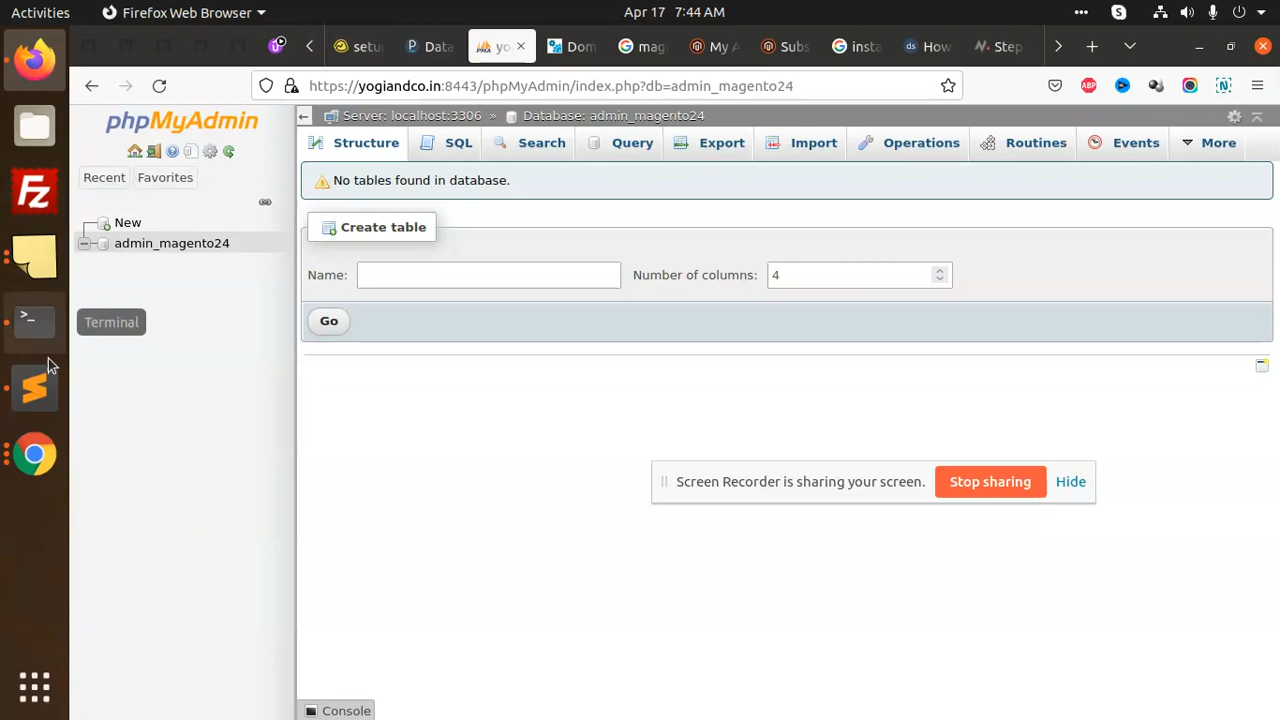 Activities
Firefox Web Browser
Apr 17 7:44 AM
setu
Data
PMA yo
Dom
mag
My A
Subs
insta
ds How
Step
https://yogiandco.in:8443/phpMyAdmin/index.php?db=admin_magento24
ABP
N
phpMyAdmin
Server: localhost:3306 » Database: admin_magento24
Structure
SQL
Search
Query
Export
Import
Operations
Routines
Events
More
Recent
Favorites
No tables found in database.
New
admin_magento24
Create table
Name:
Number of columns: 4
Go
Terminal
Screen Recorder is sharing your screen.
Stop sharing
Hide
Console